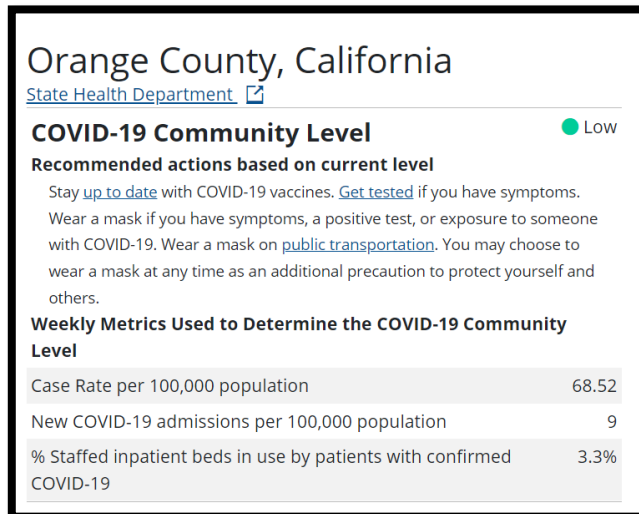 Orange County, California
State Health Department
COVID-19 Community Level
Low
Recommended actions based on current level
Stay up to date with COVID-19 vaccines. Get tested if you have symptoms.
Wear a mask if you have symptoms, a positive test, or exposure to someone
with COVID-19. Wear a mask on public transportation. You may choose to
wear a mask at any time as an additional precaution to protect yourself and
others.
Weekly Metrics Used to Determine the COVID-19 Community
Level
Case Rate per 100,000 population 68.52
New COVID-19 admissions per 100,000 population 9
% Staffed inpatient beds in use by patients with confirmed 3.3%
COVID-19